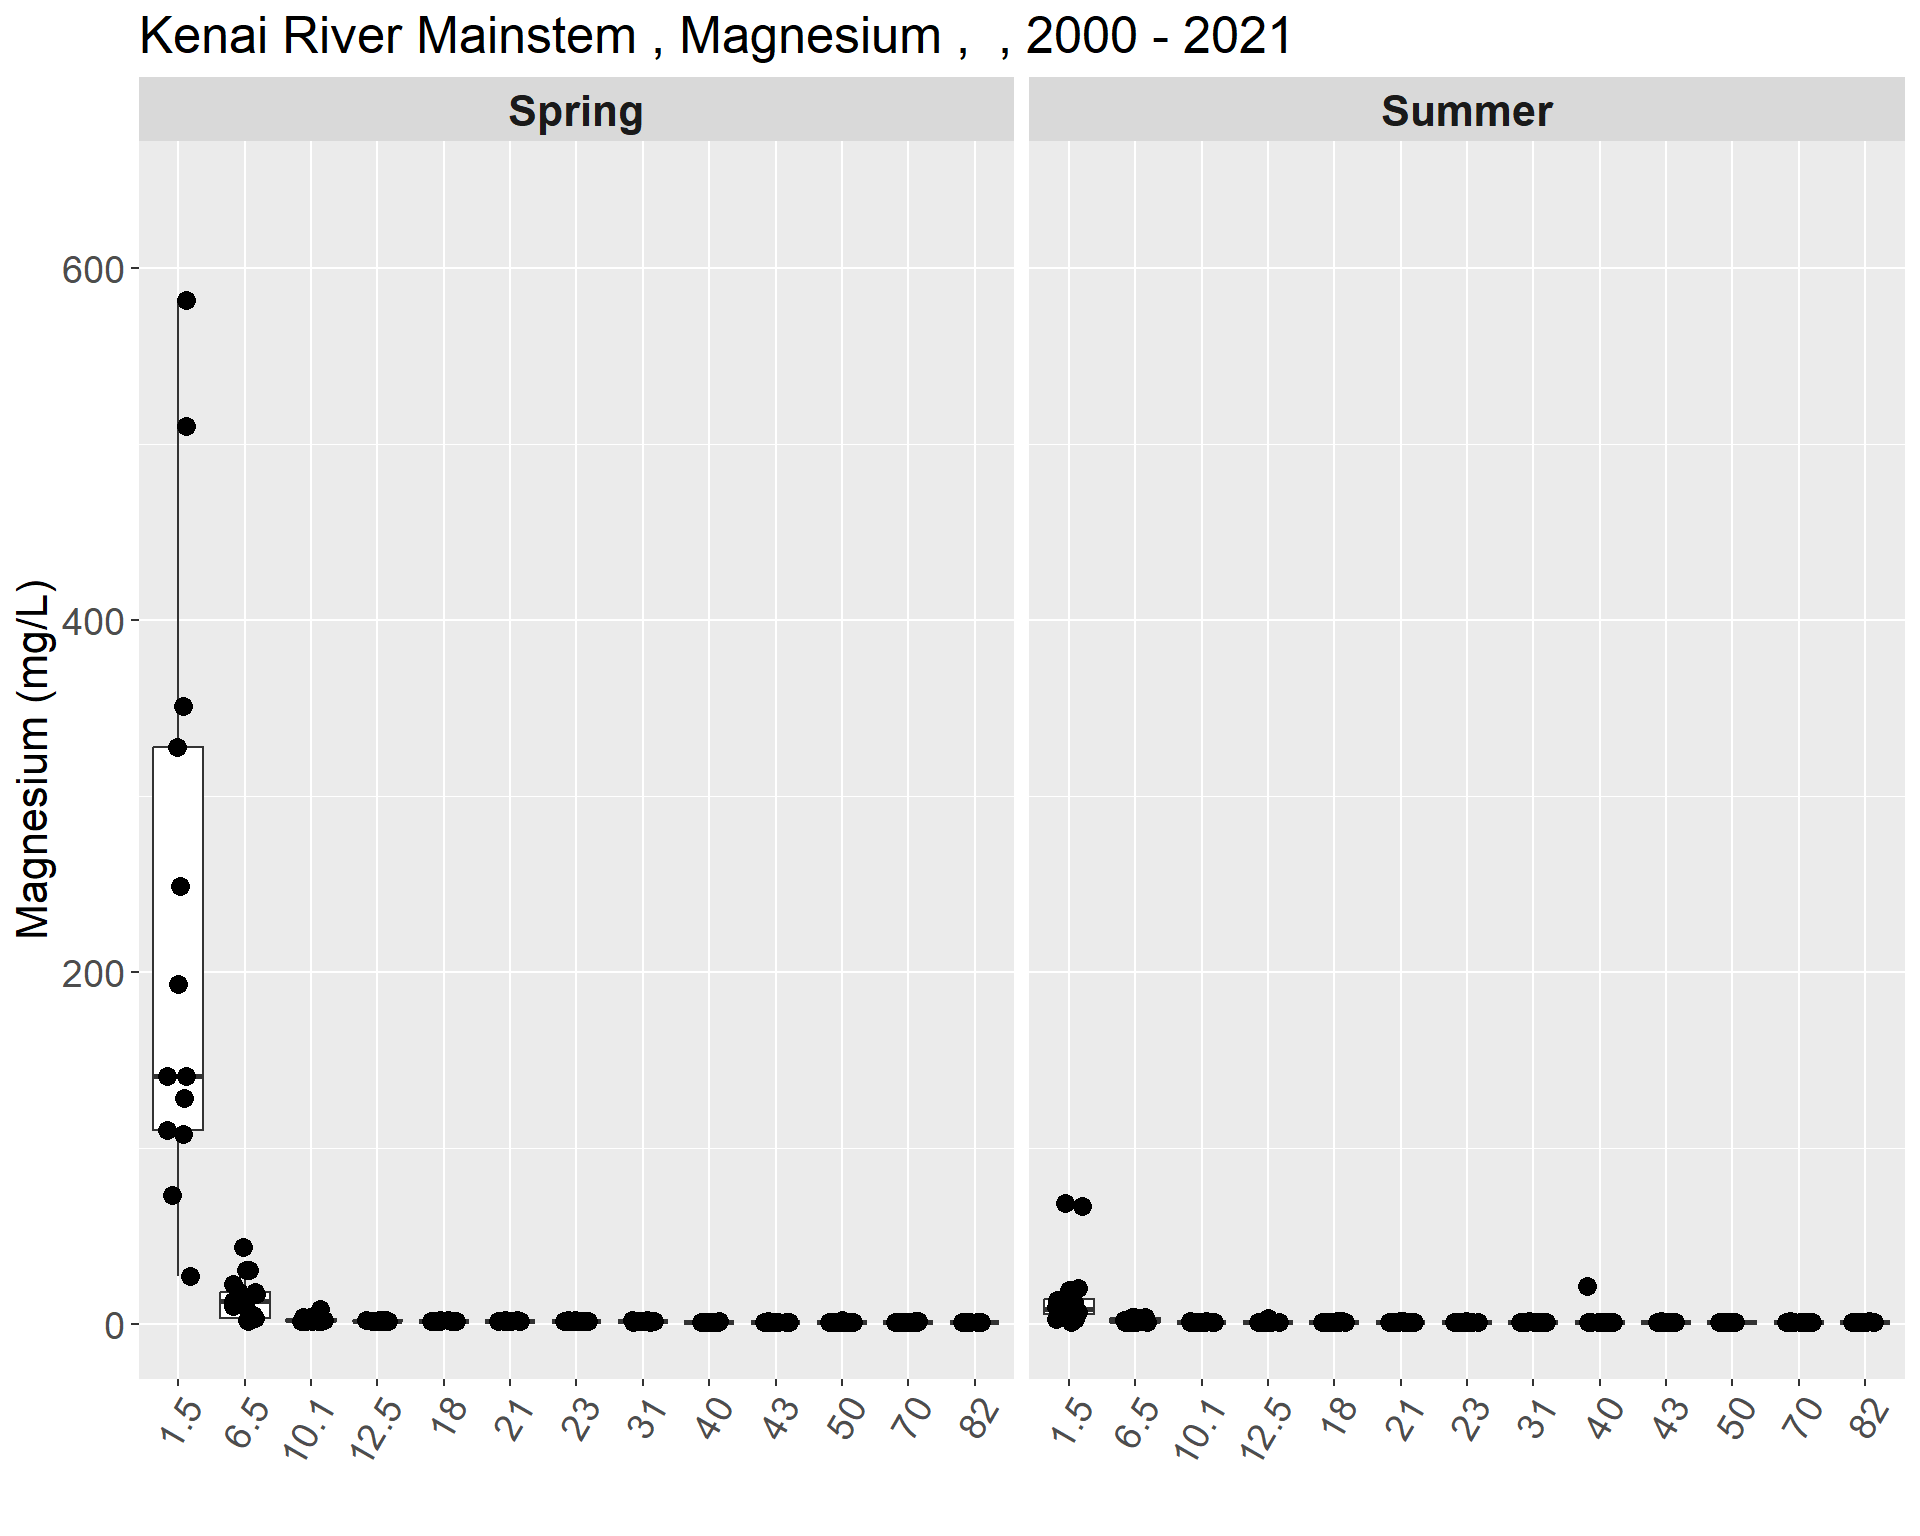 Kenai River Mainstem , Magnesium ,  , 2000 - 2021
Spring
Summer
Magnesium (mg/L)
600
400
200
0
1.5 6.5 10.1 12.5 18 21 23 31 40 43 50 70 82
1.5 6.5 10.1 12.5 18 21 23 31 40 43 50 70 82